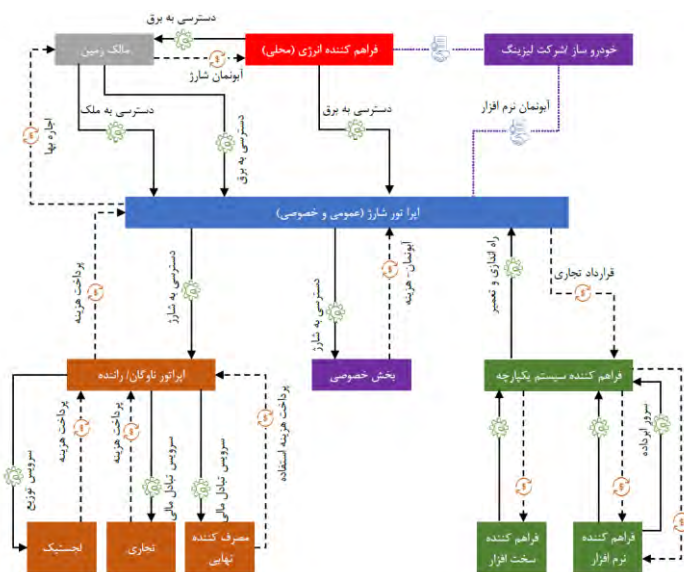 دسترسی به برق
خودرو ساز /شرکت لیزینگ
فراهم کننده انرژی (محلی)
مالک زمین
آبونمان شارژ
آبونمان نرم افزار
دسترسی به برق
دسترسی به ملک
دسترسی به برق
اجاره بها
اپراتور شارژ (عمومی و خصوصی)
قرارداد تجاری
راه اندازی و تعمیر
آبونمان- هزینه
دسترسی به شارژ
دسترسی به شارژ
پرداخت هزینه
فراهم کننده سیستم یکپارچه
بخش خصوصی
اپراتور ناوگان/ راننده
سرور ابرداده
پرداخت هزینه استفاده
سرویس تبادل مالی
سرویس تبادل مالی
پرداخت هزینه
پرداخت هزینه
سرویس توزیع
فراهم کننده
نرم افزار
فراهم کننده
سخت افزار
مصرف کننده
نهایی
تجاری
لجستیک